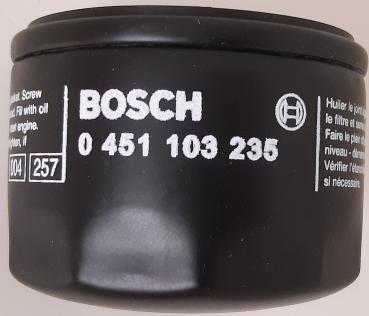 Screw
Fill with oil
engine.
if
004 257
BOSCH
0 451 103 235
Huiler le joint
le filtre et
Faire le plein
niveau -
Vérifier
si nécessaire.